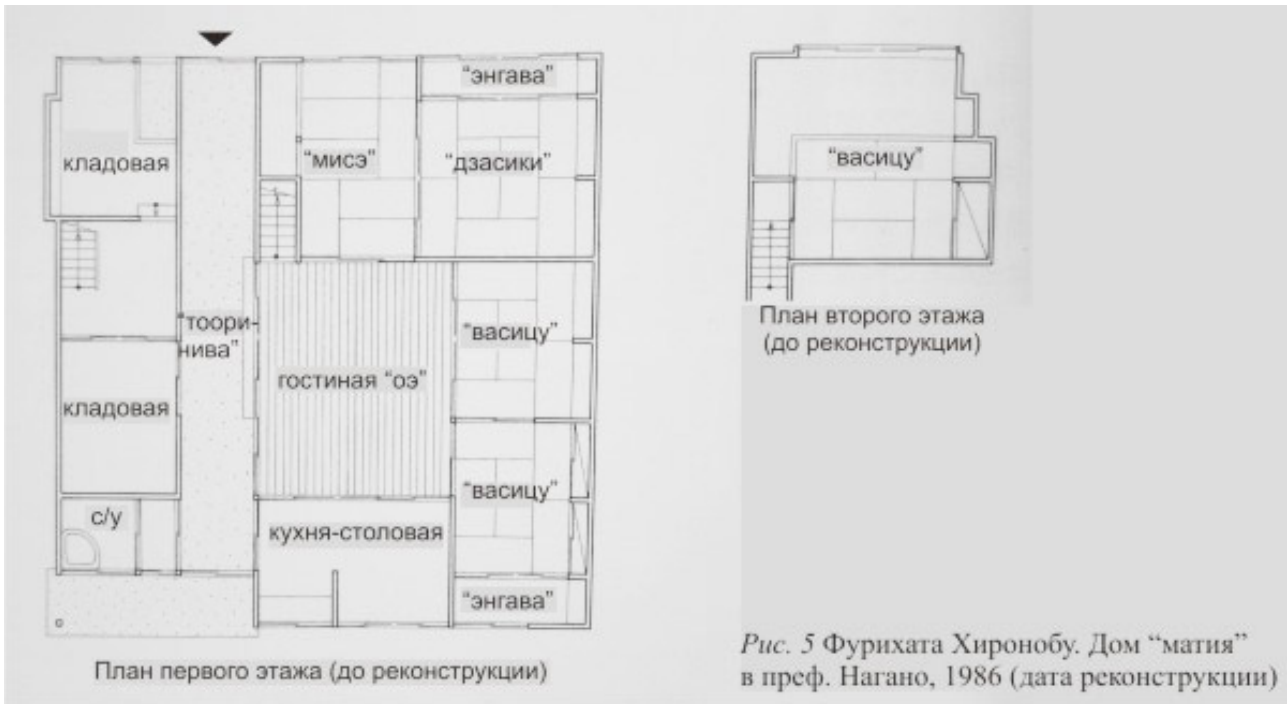 "энгава"
кладовая
"мисэ"
"дзасики"
"тоори-
нива"
"васицу"
гостиная "оэ"
кладовая
"васицу"
с/у
кухня-столовая
"энгава"
План первого этажа (до реконструкции)
"васицу"
План второго этажа
(до реконструкции)
Рис. 5 Фурихата Хиронобу. Дом "матия"
в преф. Нагано, 1986 (дата реконструкции)